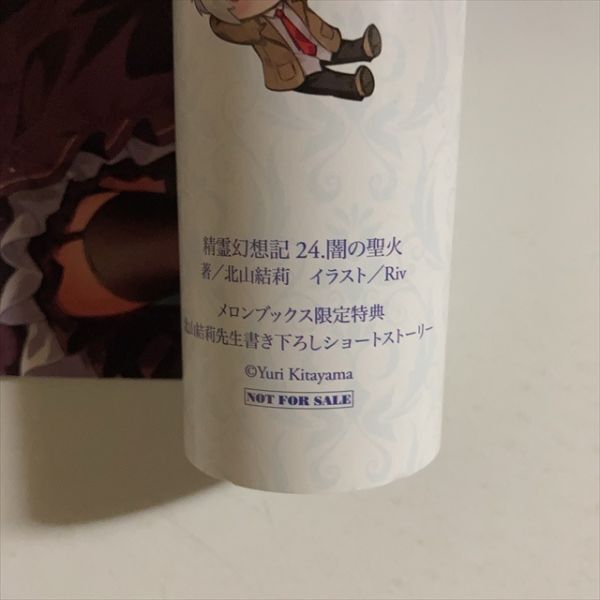 精霊幻想記 24.闇の聖火
著／北山結莉　イラスト／Riv
メロンブックス限定特典
北山結莉先生書き下ろしショートストーリー
©Yuri Kitayama
NOT FOR SALE